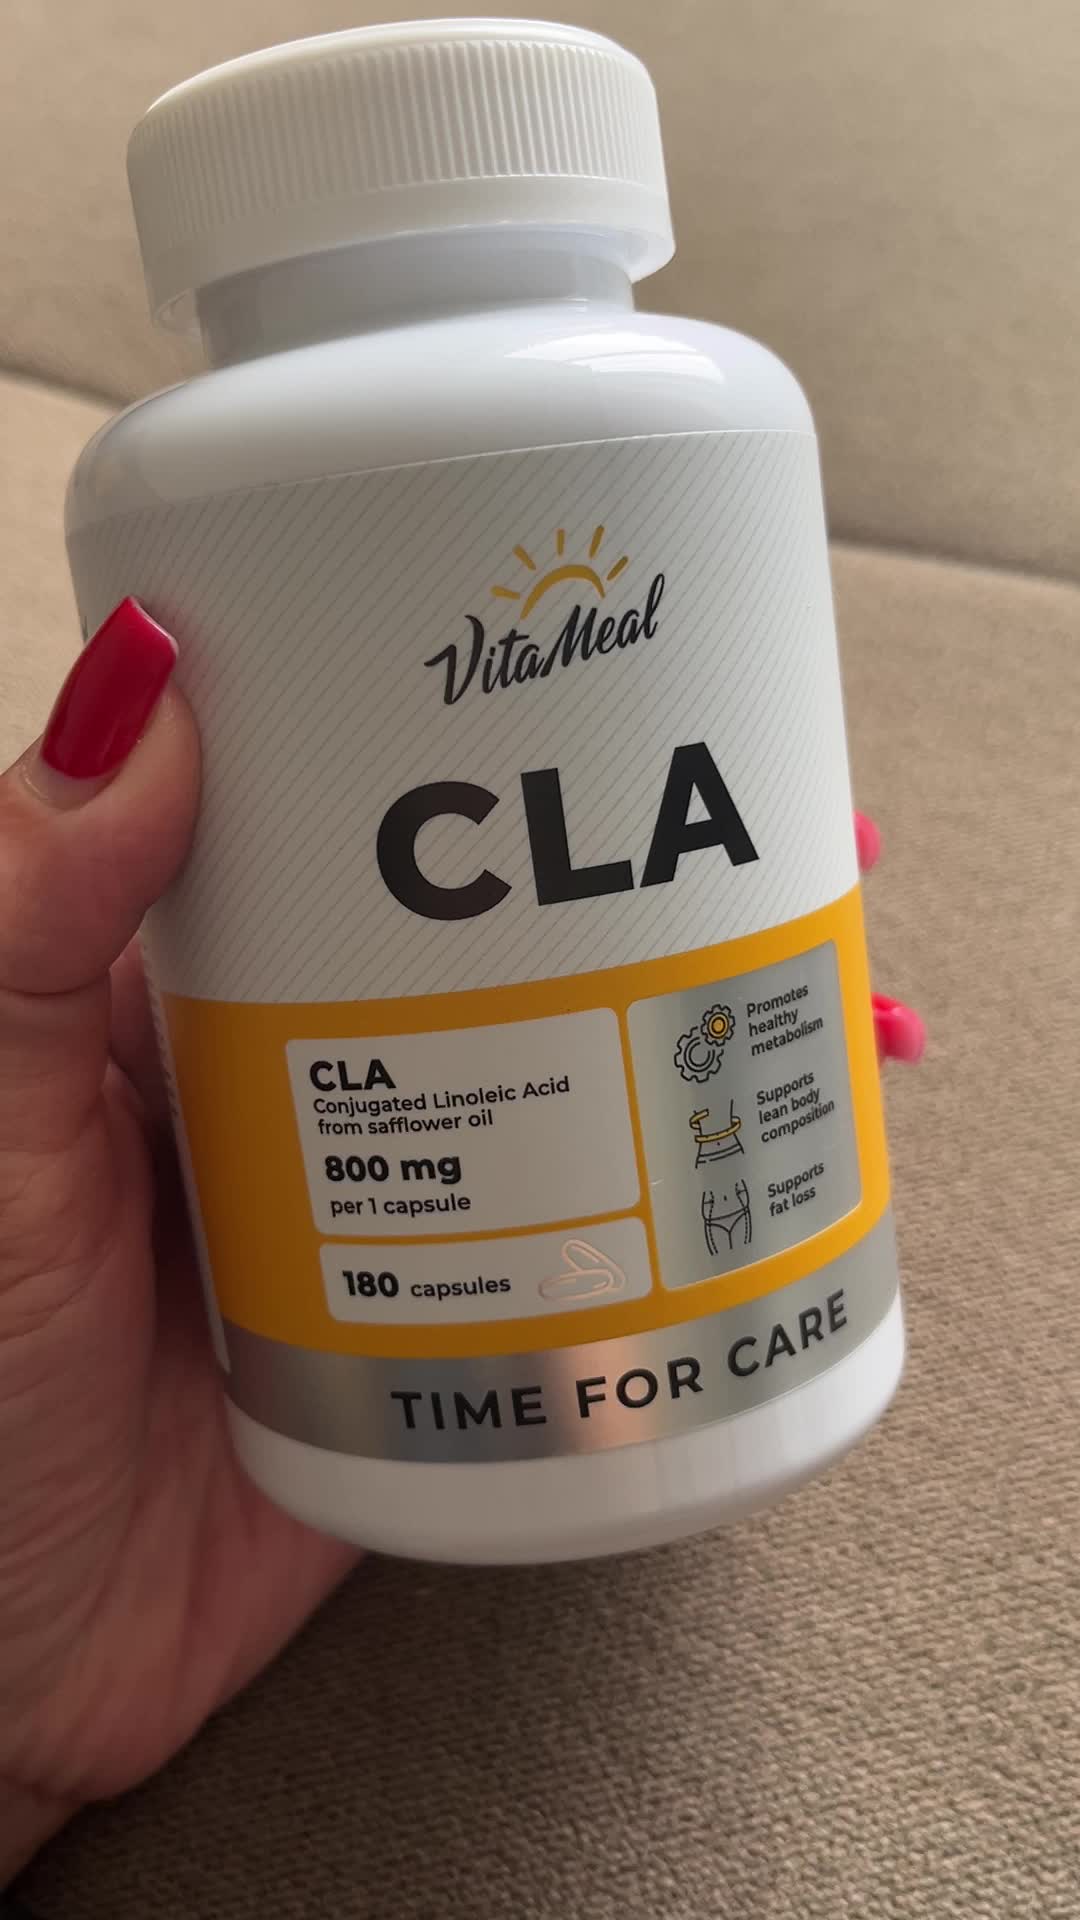 VitaMeal
CLA
CLA
Conjugated Linoleic Acid
from safflower oil
800 mg
per 1 capsule
180 capsules
Promotes
healthy
metabolism
Supports
lean body
composition
Supports
fat loss
TIME FOR CARE